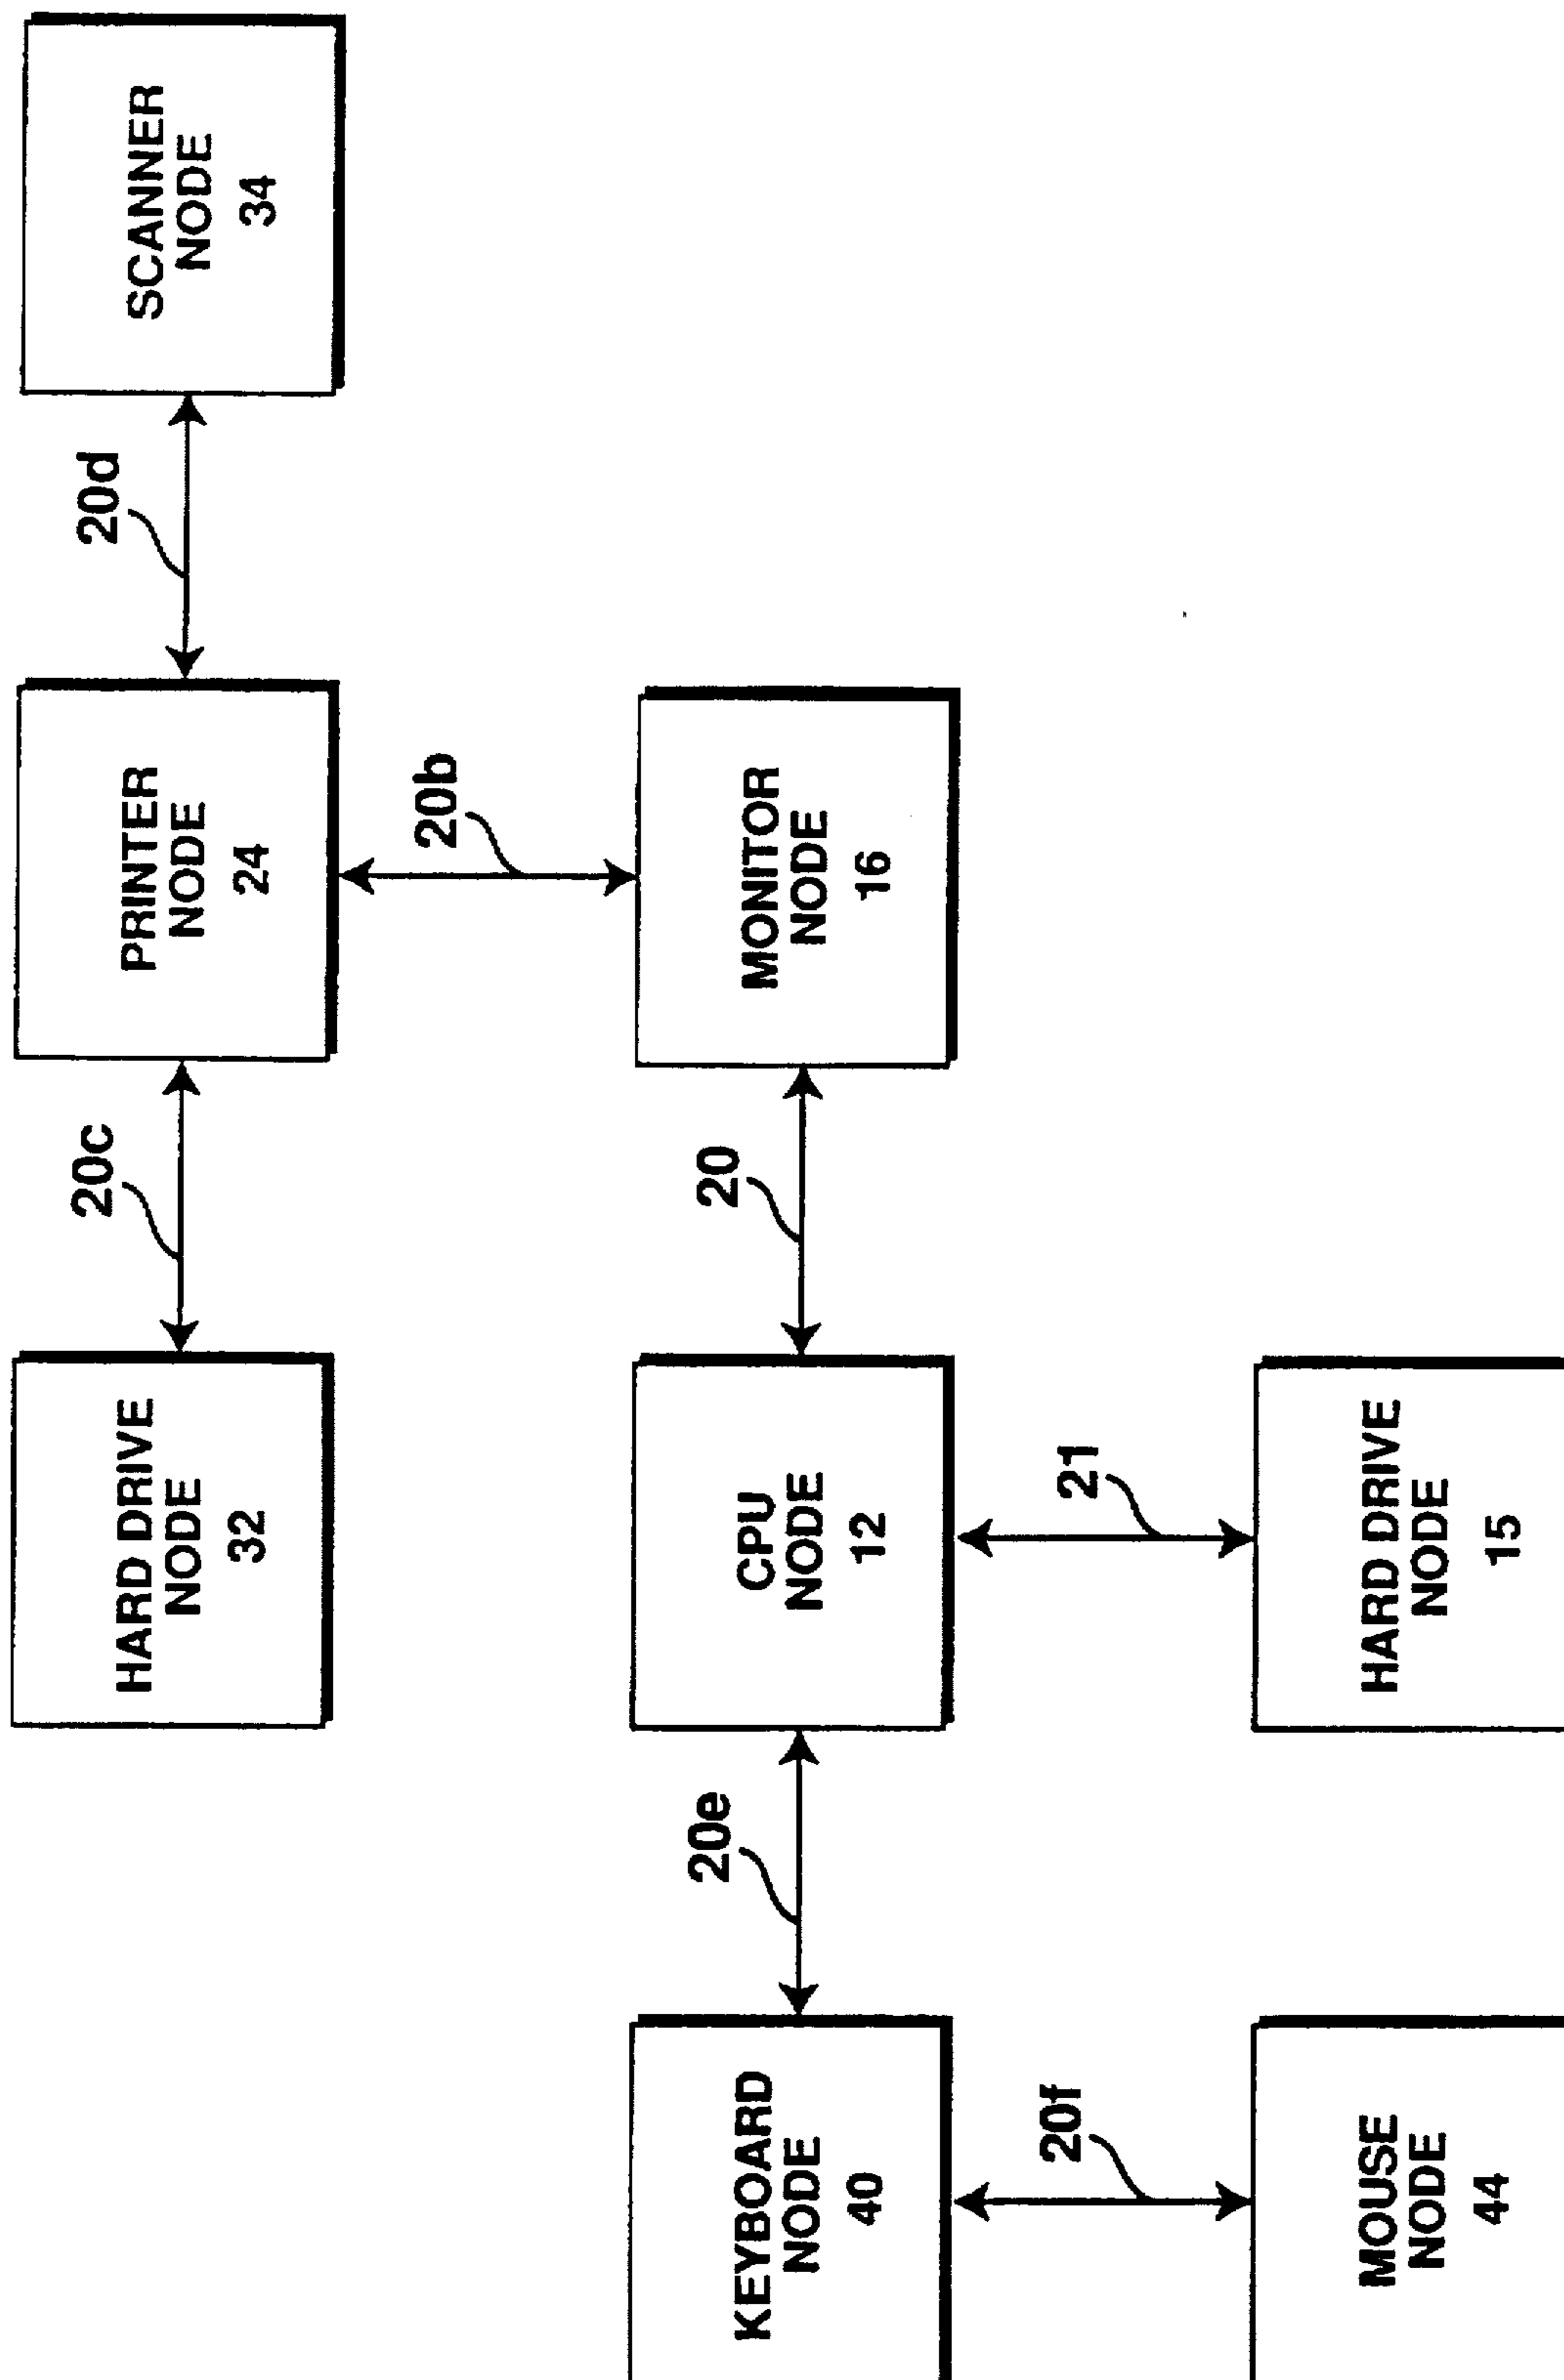 HARD DRIVE
NODE
32
20c
PRINTER
NODE
24
20d
SCANNER
NODE
34
20b
KEYBOARD
NODE
40
20e
CPU
NODE
12
20
MONITOR
NODE
16
20f
21
MOUSE
NODE
44
HARD DRIVE
NODE
15